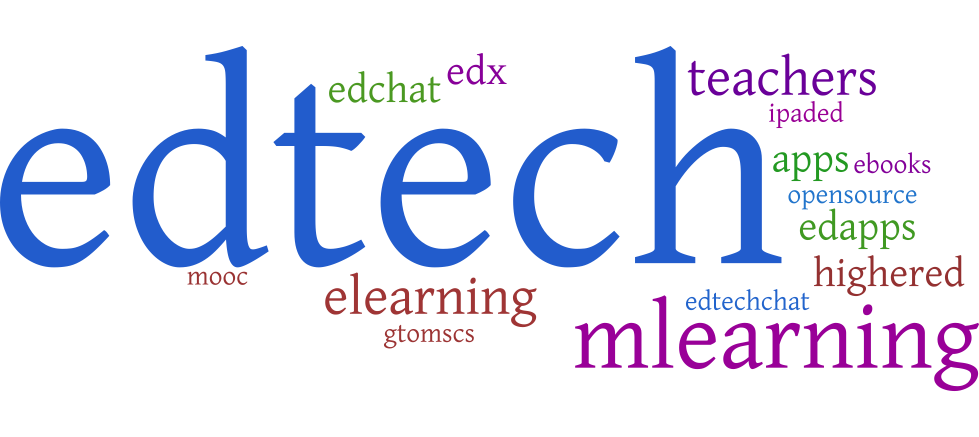 edtech
edchat
edx
teachers
ipaded
apps
ebooks
opensource
edapps
highered
mooc
elearning
gtomscs
edtechchat
mlearning